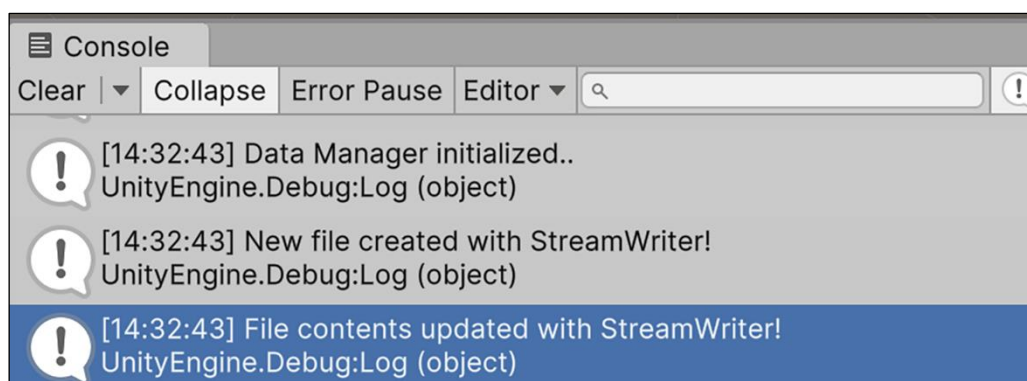 Console
Clear Collapse Error Pause Editor
[14:32:43] Data Manager initialized..
UnityEngine.Debug:Log (object)
[14:32:43] New file created with StreamWriter!
UnityEngine.Debug:Log (object)
[14:32:43] File contents updated with StreamWriter!
UnityEngine.Debug:Log (object)